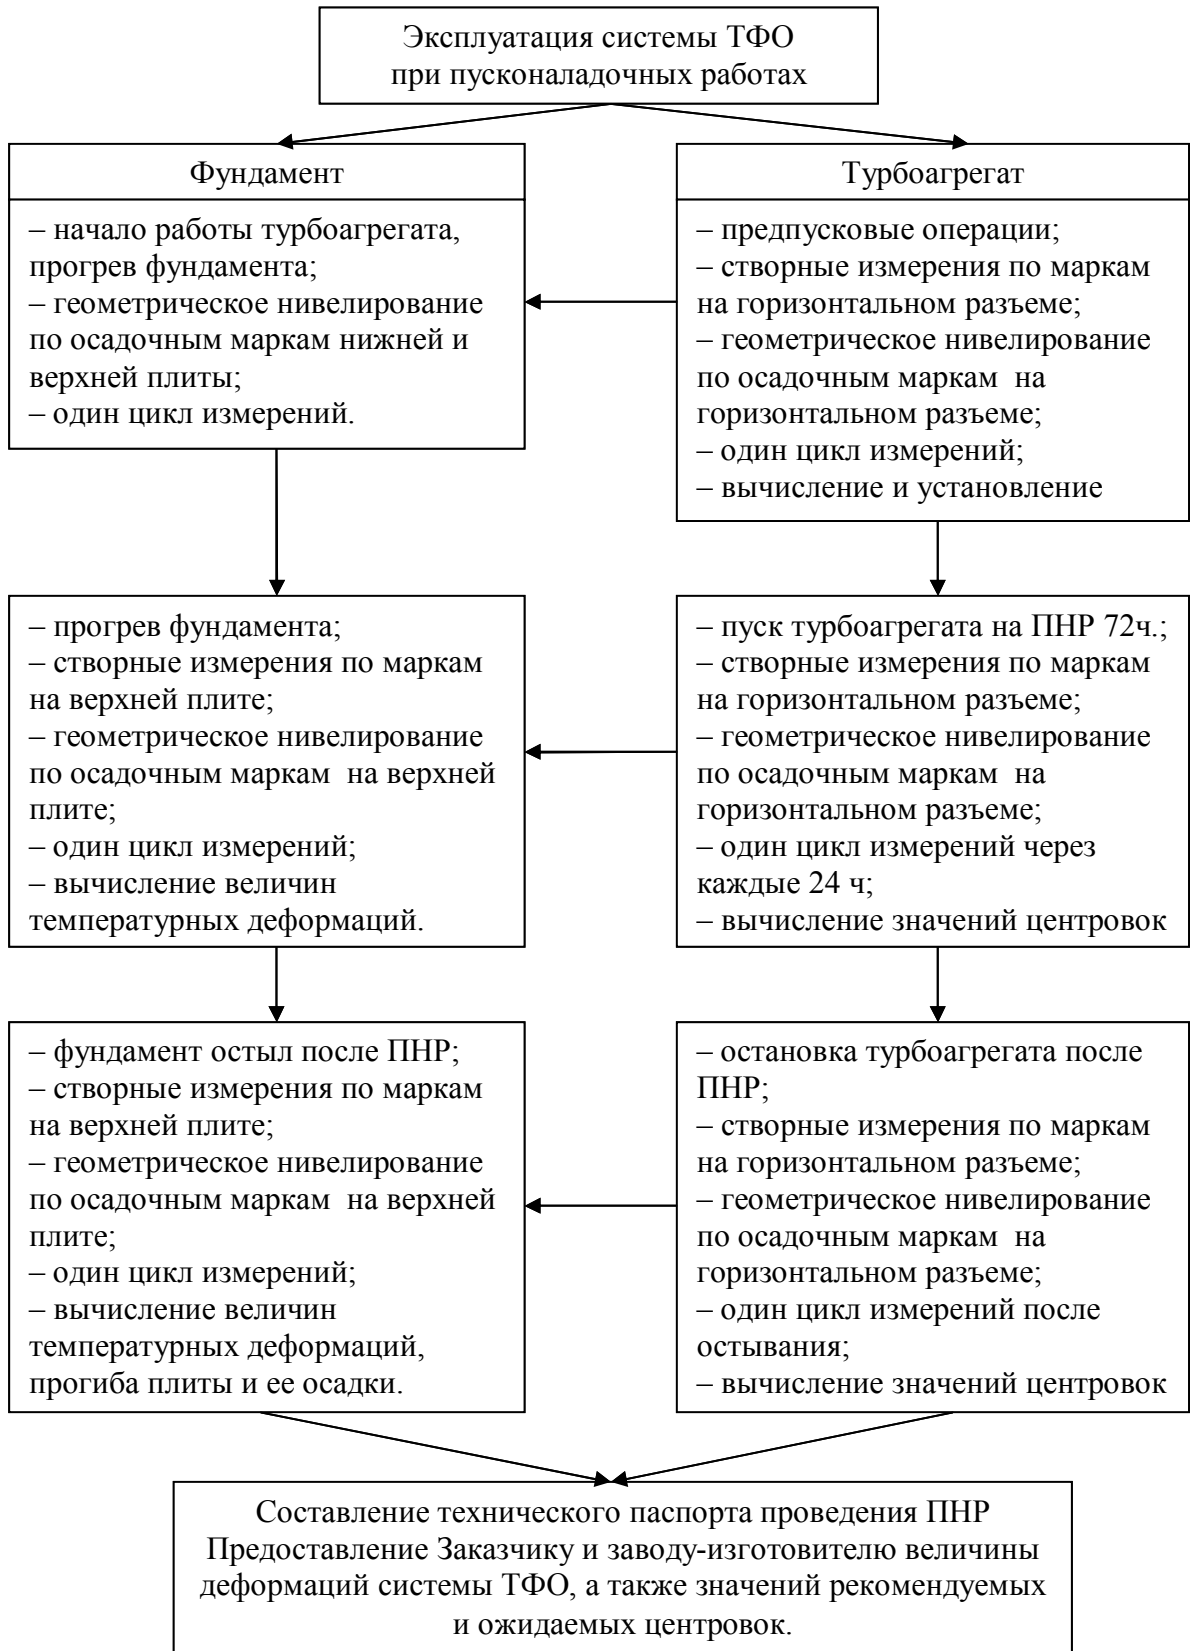 Эксплуатация системы ТФО
при пусконаладочных работах
Фундамент
– начало работы турбоагрегата,
прогрев фундамента;
– геометрическое нивелирование
по осадочным маркам нижней и
верхней плиты;
– один цикл измерений.
Турбоагрегат
– предпусковые операции;
– створные измерения по маркам
на горизонтальном разъеме;
– геометрическое нивелирование
по осадочным маркам на
горизонтальном разъеме;
– один цикл измерений;
– вычисление и установление
– прогрев фундамента;
– створные измерения по маркам
на верхней плите;
– геометрическое нивелирование
по осадочным маркам на верхней
плите;
– один цикл измерений;
– вычисление величин
температурных деформаций.
– пуск турбоагрегата на ПНР 72ч.;
– створные измерения по маркам
на горизонтальном разъеме;
– геометрическое нивелирование
по осадочным маркам на
горизонтальном разъеме;
– один цикл измерений через
каждые 24 ч;
– вычисление значений центровок
– фундамент остыл после ПНР;
– створные измерения по маркам
на верхней плите;
– геометрическое нивелирование
по осадочным маркам на верхней
плите;
– один цикл измерений;
– вычисление величин
температурных деформаций,
прогиба плиты и ее осадки.
– остановка турбоагрегата после
ПНР;
– створные измерения по маркам
на горизонтальном разъеме;
– геометрическое нивелирование
по осадочным маркам на
горизонтальном разъеме;
– один цикл измерений после
остывания;
– вычисление значений центровок
Составление технического паспорта проведения ПНР
Предоставление Заказчику и заводу-изготовителю величины
деформаций системы ТФО, а также значений рекомендуемых
и ожидаемых центровок.